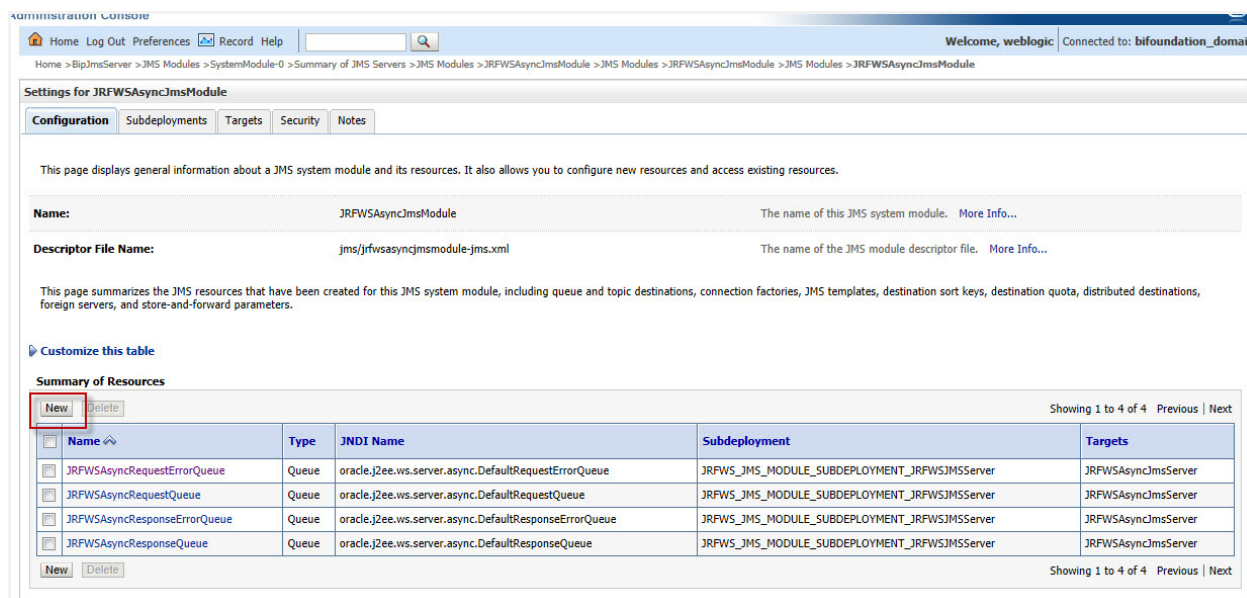 Administration Console
Home Log Out Preferences Record Help Welcome, weblogic Connected to: bifoundation_domai
Home >BipJmsServer >JMS Modules >SystemModule-0 >Summary of JMS Servers >JMS Modules >JRFWSAsyncJmsModule >JMS Modules >JRFWSAsyncJmsModule >JMS Modules >JRFWSAsyncJmsModule
Settings for JRFWSAsyncJmsModule
Configuration Subdeployments Targets Security Notes
This page displays general information about a JMS system module and its resources. It also allows you to configure new resources and access existing resources.
Name: JRFWSAsyncJmsModule The name of this JMS system module. More Info...
Descriptor File Name: jms/jrfwsasyncjmsmodule-jms.xml The name of the JMS module descriptor file. More Info...
This page summarizes the JMS resources that have been created for this JMS system module, including queue and topic destinations, connection factories, JMS templates, destination sort keys, destination quota, distributed destinations,
foreign servers, and store-and-forward parameters.
Customize this table
Summary of Resources
New Delete Showing 1 to 4 of 4 Previous | Next
Name Type JNDI Name Subdeployment Targets
JRFWSAsyncRequestErrorQueue Queue oracle.j2ee.ws.server.async.DefaultRequestErrorQueue JRFWS_JMS_MODULE_SUBDEPLOYMENT_JRFWSJMSServer JRFWSAsyncJmsServer
JRFWSAsyncRequestQueue Queue oracle.j2ee.ws.server.async.DefaultRequestQueue JRFWS_JMS_MODULE_SUBDEPLOYMENT_JRFWSJMSServer JRFWSAsyncJmsServer
JRFWSAsyncResponseErrorQueue Queue oracle.j2ee.ws.server.async.DefaultResponseErrorQueue JRFWS_JMS_MODULE_SUBDEPLOYMENT_JRFWSJMSServer JRFWSAsyncJmsServer
JRFWSAsyncResponseQueue Queue oracle.j2ee.ws.server.async.DefaultResponseQueue JRFWS_JMS_MODULE_SUBDEPLOYMENT_JRFWSJMSServer JRFWSAsyncJmsServer
New Delete Showing 1 to 4 of 4 Previous | Next